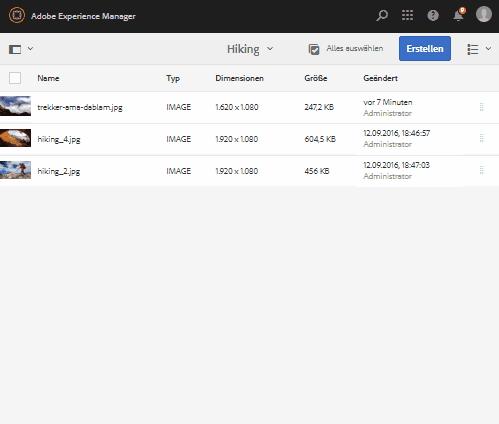 Adobe Experience Manager
Hiking
Alles auswählen
Erstellen
Name Typ Dimensionen Größe Geändert
trekker-ama-dablam.jpg IMAGE 1.620 x 1.080 247,2 KB vor 7 Minuten
Administrator
hiking_4.jpg IMAGE 1.920 x 1.080 604,5 KB 12.09.2016, 18:46:57
Administrator
hiking_2.jpg IMAGE 1.920 x 1.080 456 KB 12.09.2016, 18:47:03
Administrator